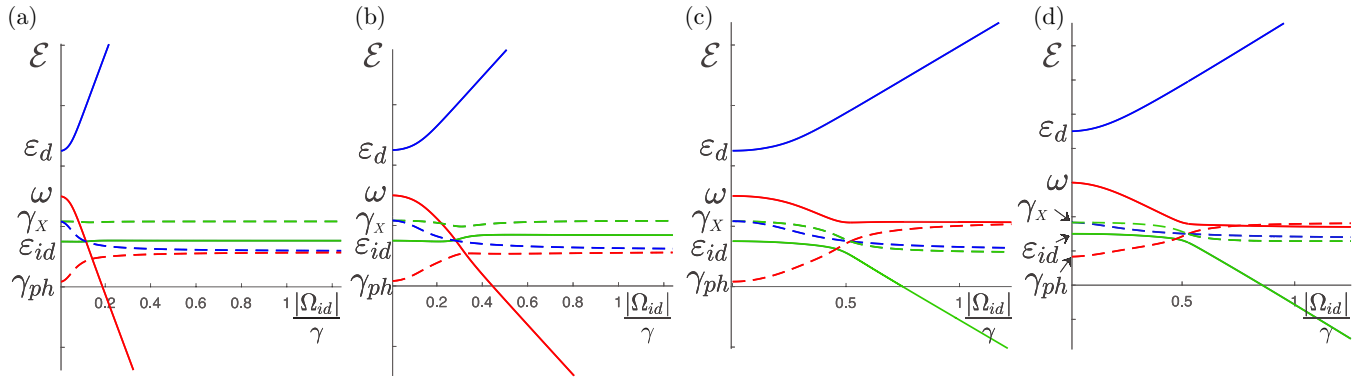 (a)
ℰ
ε_d
ω
γ_X
ε_id
γ_ph
0.2 0.4 0.6 0.8 1
|Ω_id|
γ
(b)
ℰ
ε_d
ω
γ_X
ε_id
γ_ph
0.2 0.4 0.6 0.8 1
|Ω_id|
γ
(c)
ℰ
ε_d
ω
γ_X
ε_id
γ_ph
0.5 1
|Ω_id|
γ
(d)
ℰ
ε_d
ω
γ_X
ε_id
γ_ph
0.5 1
|Ω_id|
γ